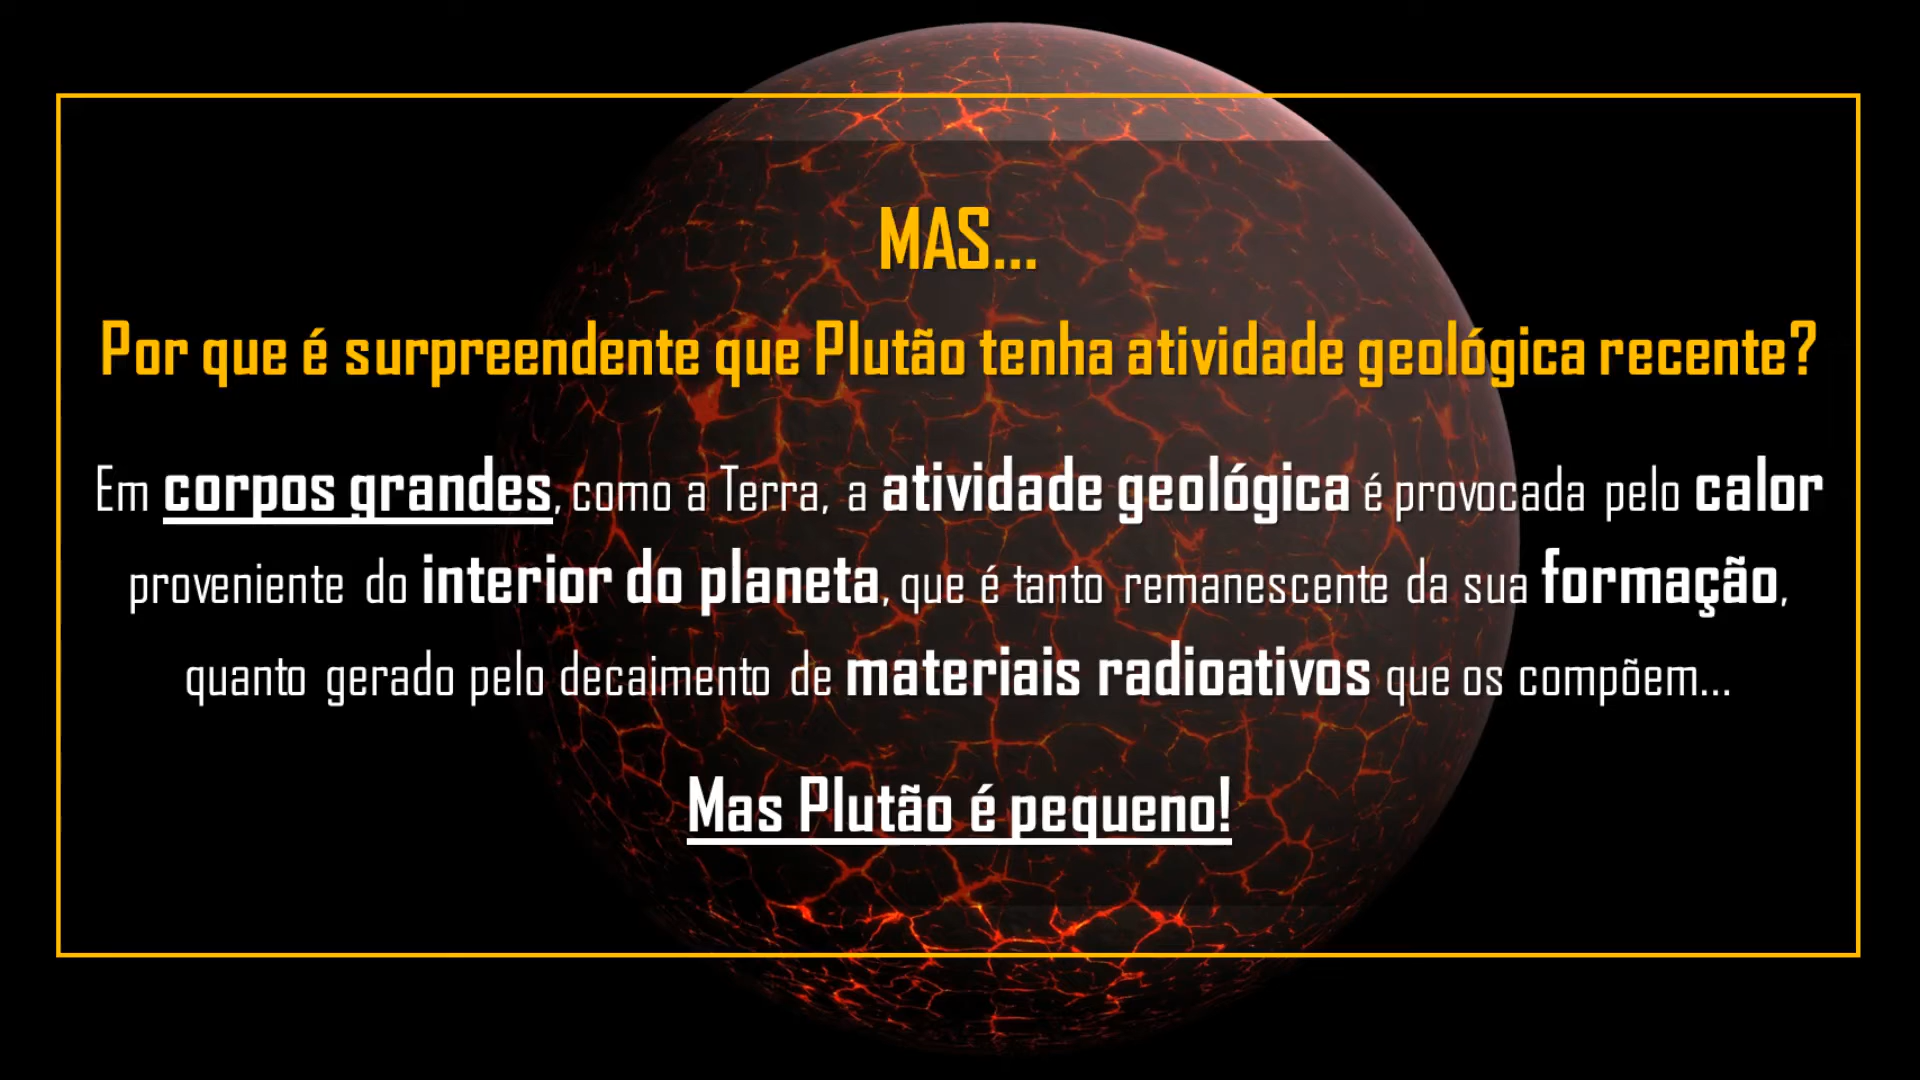 MAS...
Por que é surpreendente que Plutão tenha atividade geológica recente?
Em corpos grandes, como a Terra, a atividade geológica é provocada pelo calor
proveniente do interior do planeta, que é tanto remanescente da sua formação,
quanto gerado pelo decaimento de materiais radioativos que os compõem...
Mas Plutão é pequeno!